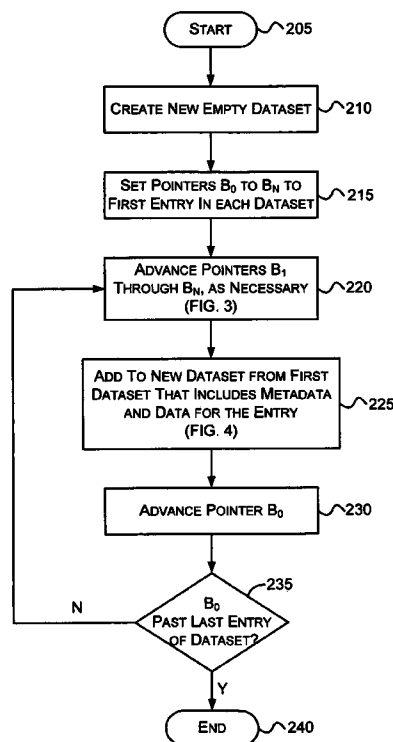 START
205
CREATE NEW EMPTY DATASET
210
SET POINTERS B0 TO BN TO
FIRST ENTRY IN EACH DATASET
215
ADVANCE POINTERS B1
THROUGH BN, AS NECESSARY
(FIG. 3)
220
ADD TO NEW DATASET FROM FIRST
DATASET THAT INCLUDES METADATA
AND DATA FOR THE ENTRY
(FIG. 4)
225
ADVANCE POINTER B0
230
235
N
B0
PAST LAST ENTRY
OF DATASET?
Y
END
240